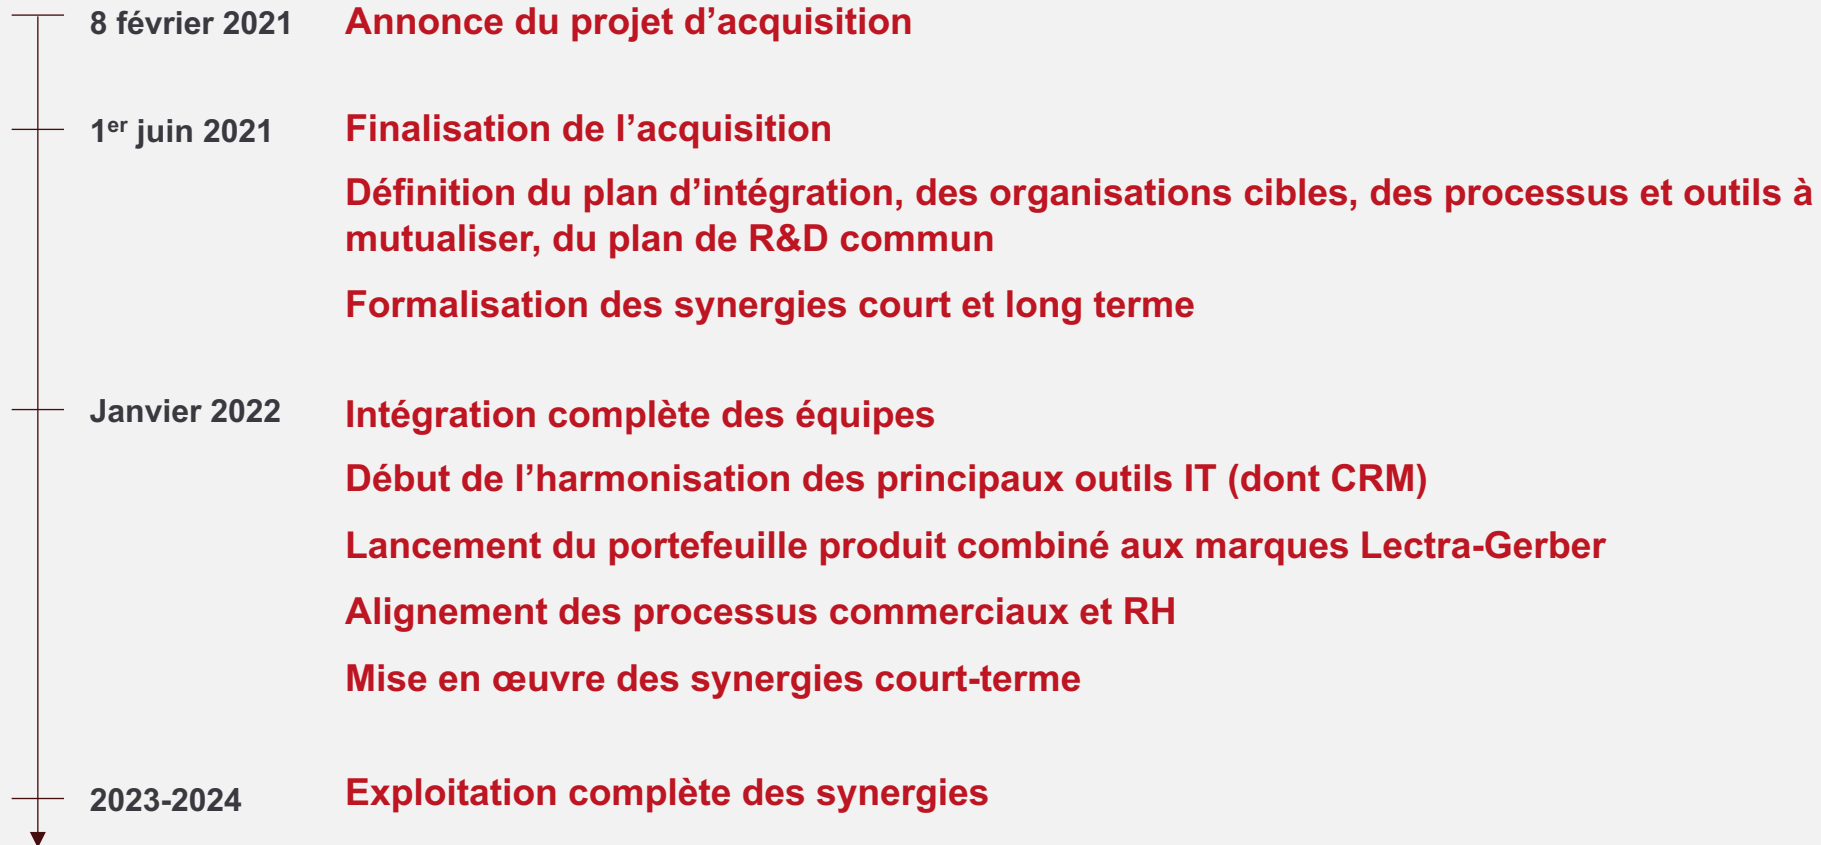 8 février 2021 Annonce du projet d’acquisition
1er juin 2021 Finalisation de l’acquisition
Définition du plan d’intégration, des organisations cibles, des processus et outils à
mutualiser, du plan de R&D commun
Formalisation des synergies court et long terme
Janvier 2022 Intégration complète des équipes
Début de l’harmonisation des principaux outils IT (dont CRM)
Lancement du portefeuille produit combiné aux marques Lectra-Gerber
Alignement des processus commerciaux et RH
Mise en œuvre des synergies court-terme
2023-2024 Exploitation complète des synergies